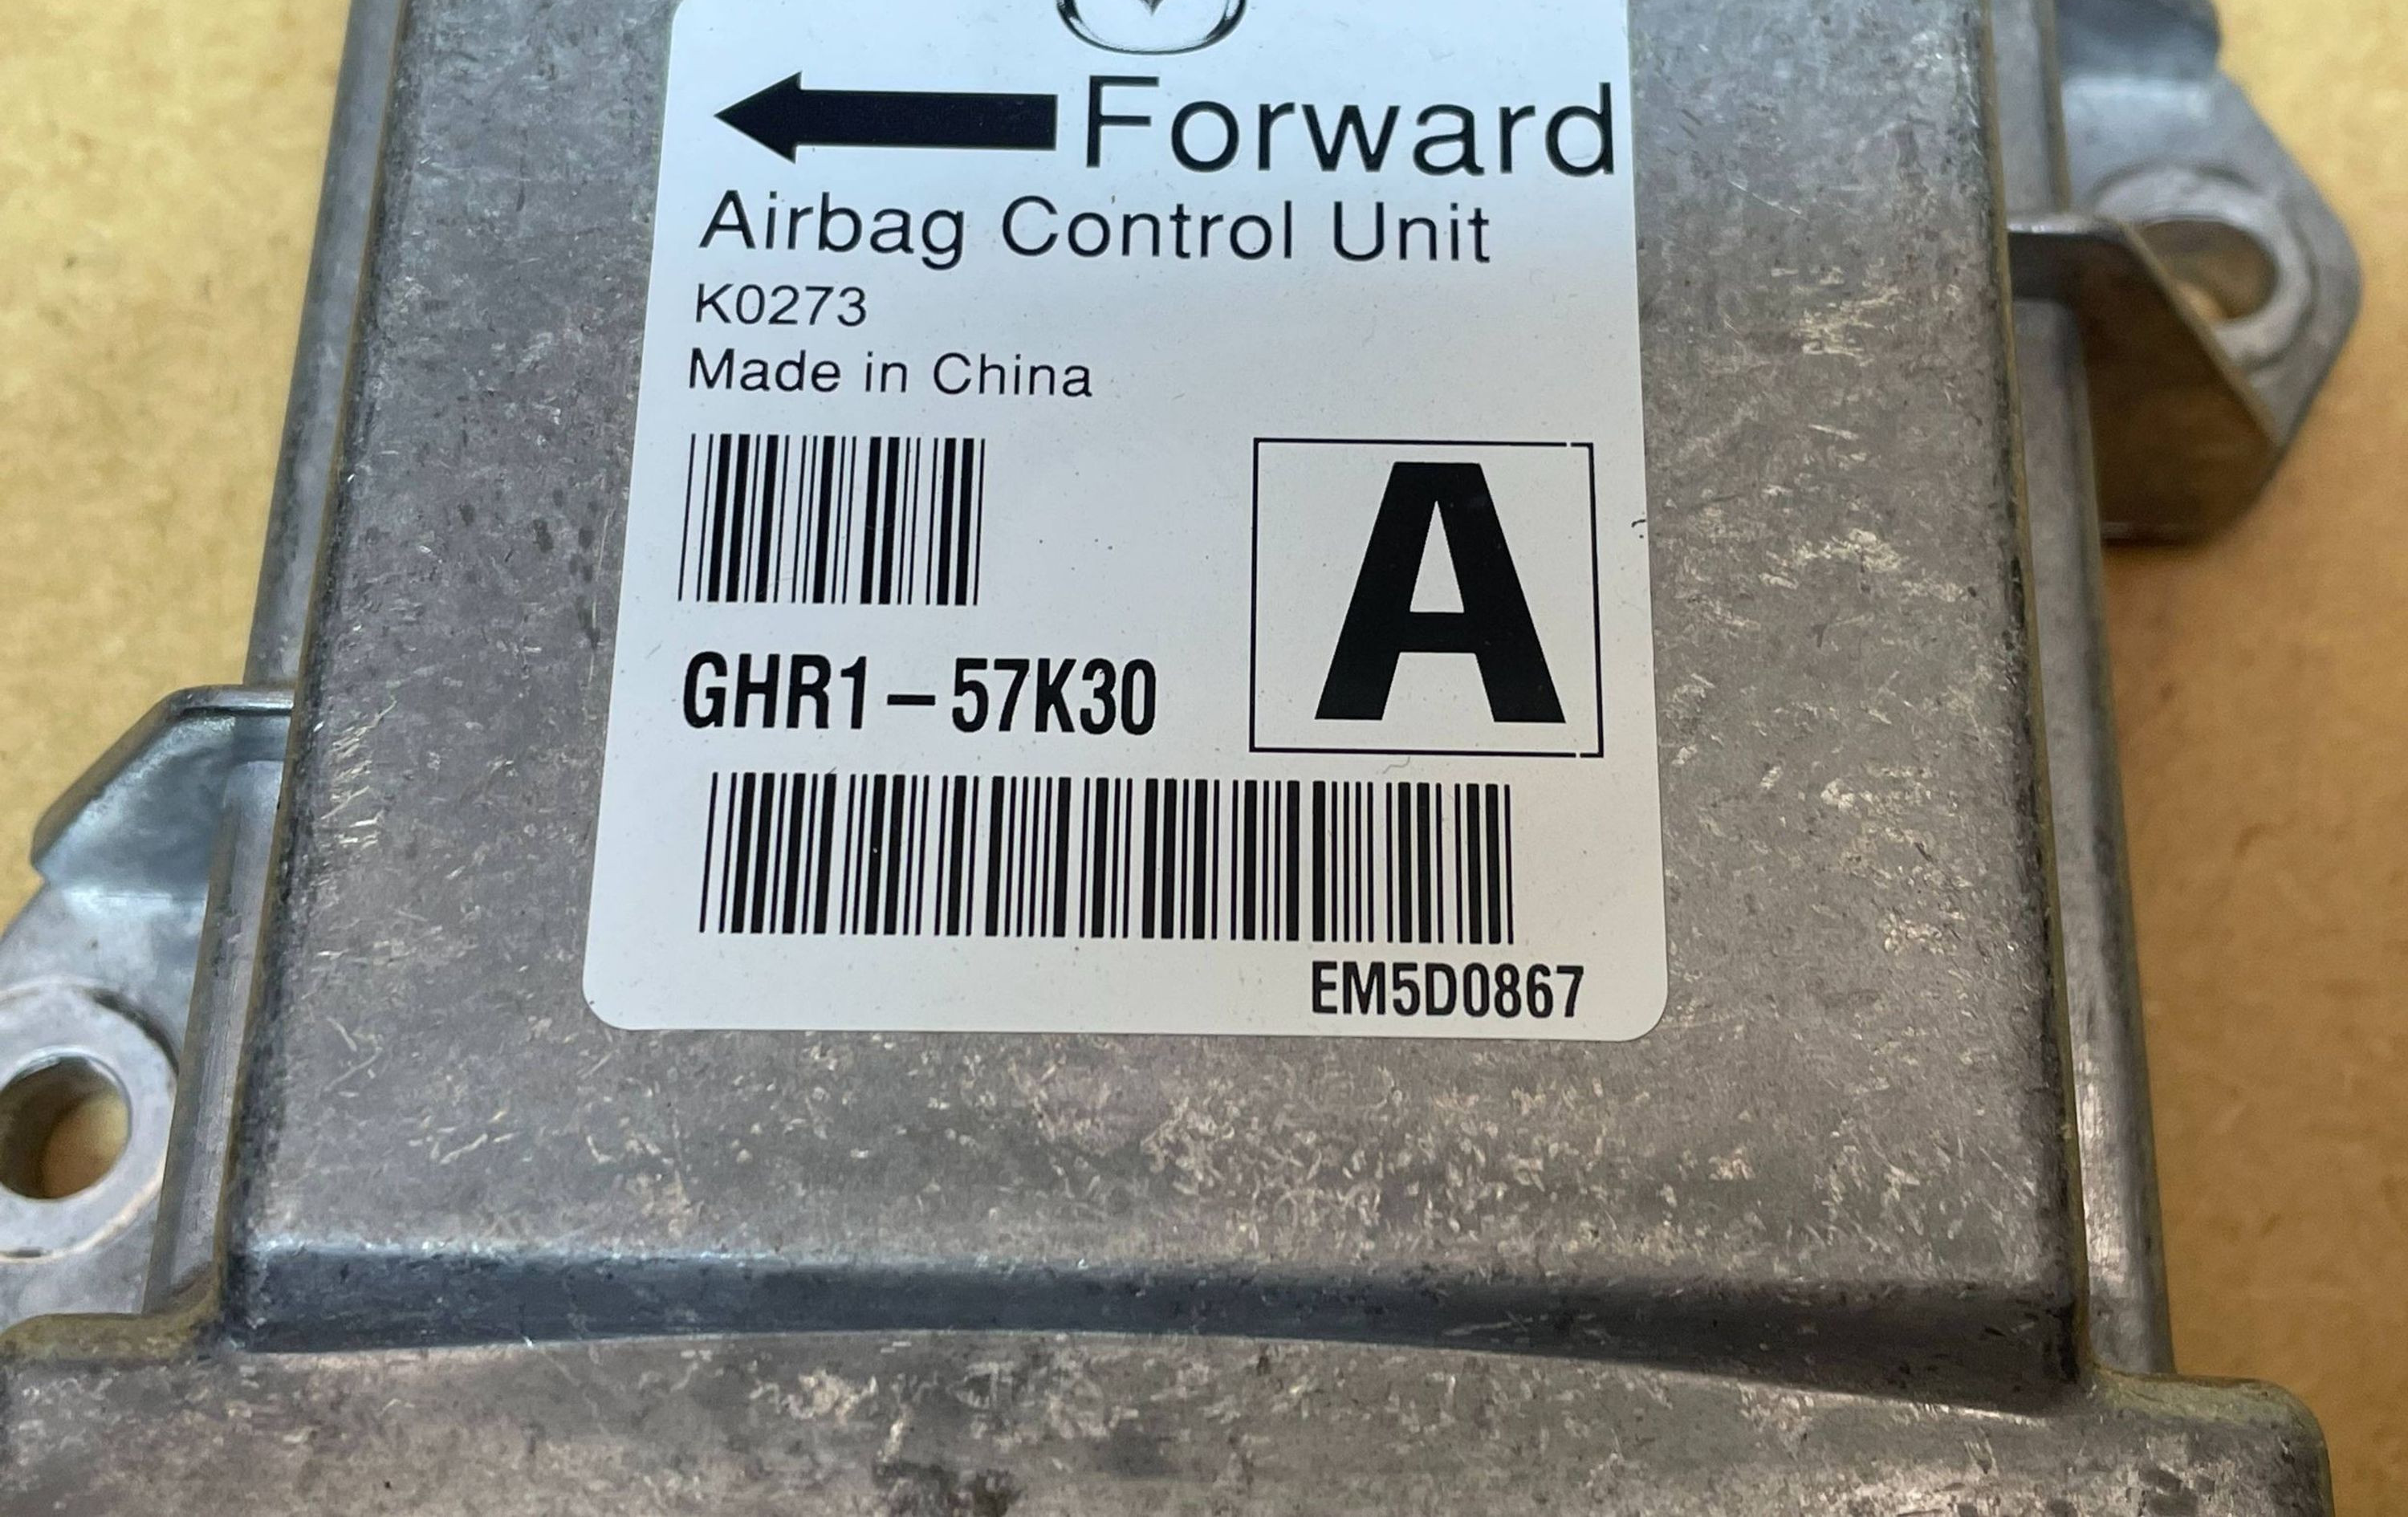 Forward
Airbag Control Unit
K0273
Made in China
A
GHR1-57K30
EM5D0867